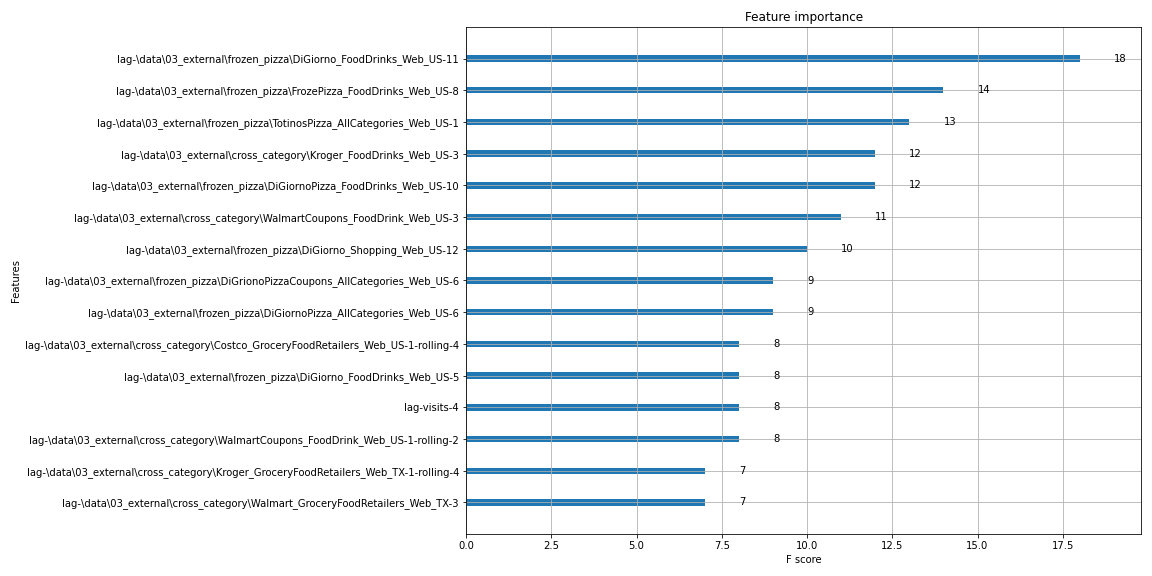 Feature importance
lag-\data\03_external\frozen_pizza\DiGiorno_FoodDrinks_Web_US-11 18
lag-\data\03_external\frozen_pizza\FrozePizza_FoodDrinks_Web_US-8 14
lag-\data\03_external\frozen_pizza\TotinosPizza_AllCategories_Web_US-1 13
lag-\data\03_external\cross_category\Kroger_FoodDrinks_Web_US-3 12
lag-\data\03_external\frozen_pizza\DiGiornoPizza_FoodDrinks_Web_US-10 12
lag-\data\03_external\cross_category\WalmartCoupons_FoodDrink_Web_US-3 11
lag-\data\03_external\frozen_pizza\DiGiorno_Shopping_Web_US-12 10
lag-\data\03_external\frozen_pizza\DiGrionoPizzaCoupons_AllCategories_Web_US-6 9
lag-\data\03_external\frozen_pizza\DiGiornoPizza_AllCategories_Web_US-6 9
lag-\data\03_external\cross_category\Costco_GroceryFoodRetailers_Web_US-1-rolling-4 8
lag-\data\03_external\frozen_pizza\DiGiorno_FoodDrinks_Web_US-5 8
lag-visits-4 8
lag-\data\03_external\cross_category\WalmartCoupons_FoodDrink_Web_US-1-rolling-2 8
lag-\data\03_external\cross_category\Kroger_GroceryFoodRetailers_Web_TX-1-rolling-4 7
lag-\data\03_external\cross_category\Walmart_GroceryFoodRetailers_Web_TX-3 7
Features
0.0 2.5 5.0 7.5 10.0 12.5 15.0 17.5
F score